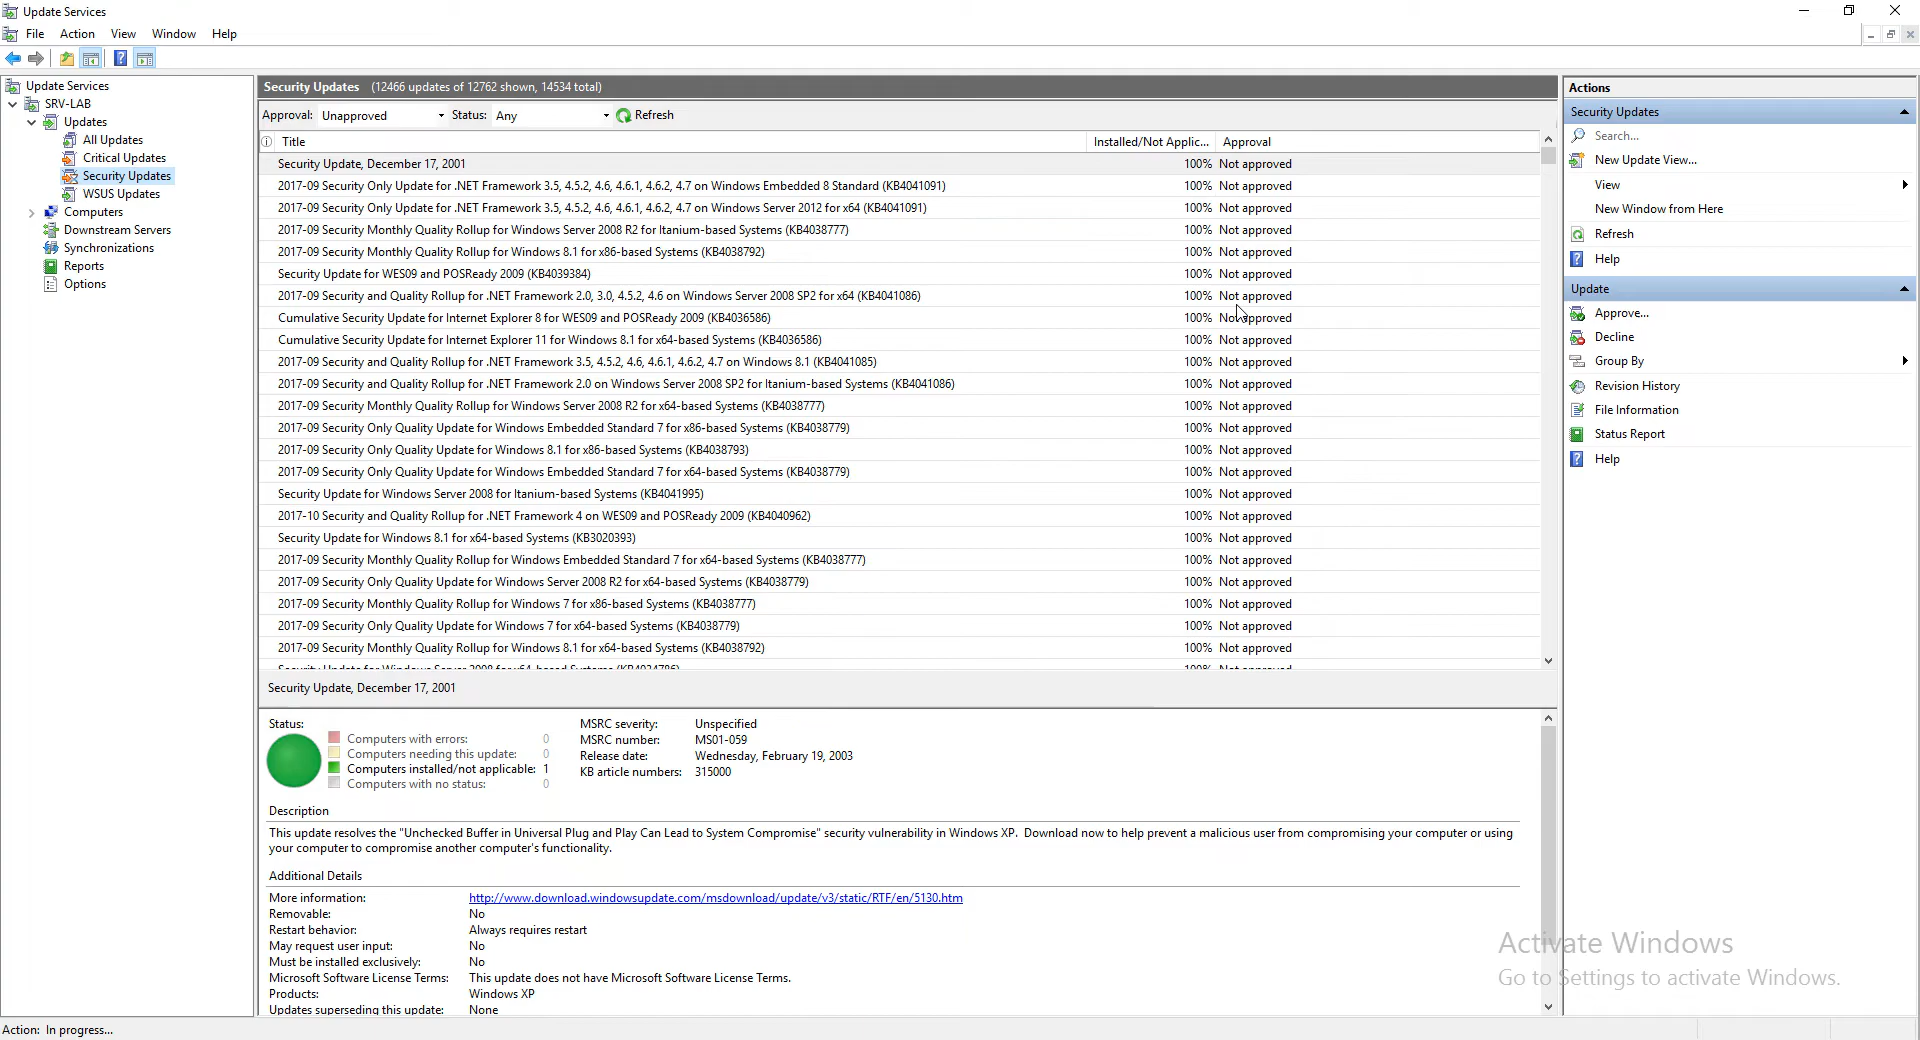 Update Services
File Action View Window Help
Update Services
SRV-LAB
Updates
All Updates
Critical Updates
Security Updates
WSUS Updates
Computers
Downstream Servers
Synchronizations
Reports
Options
Security Updates (12466 updates of 12762 shown, 14534 total)
Approval: Unapproved Status: Any Refresh
Title Installed/Not Applic... Approval
Security Update, December 17, 2001 100% Not approved
2017-09 Security Only Update for .NET Framework 3.5, 4.5.2, 4.6, 4.6.1, 4.6.2, 4.7 on Windows Embedded 8 Standard (KB4041091) 100% Not approved
2017-09 Security Only Update for .NET Framework 3.5, 4.5.2, 4.6, 4.6.1, 4.6.2, 4.7 on Windows Server 2012 for x64 (KB4041091) 100% Not approved
2017-09 Security Monthly Quality Rollup for Windows Server 2008 R2 for Itanium-based Systems (KB4038777) 100% Not approved
2017-09 Security Monthly Quality Rollup for Windows 8.1 for x86-based Systems (KB4038792) 100% Not approved
Security Update for WES09 and POSReady 2009 (KB4039384) 100% Not approved
2017-09 Security and Quality Rollup for .NET Framework 2.0, 3.0, 4.5.2, 4.6 on Windows Server 2008 SP2 for x64 (KB4041086) 100% Not approved
Cumulative Security Update for Internet Explorer 8 for WES09 and POSReady 2009 (KB4036586) 100% Not approved
Cumulative Security Update for Internet Explorer 11 for Windows 8.1 for x64-based Systems (KB4036586) 100% Not approved
2017-09 Security and Quality Rollup for .NET Framework 3.5, 4.5.2, 4.6, 4.6.1, 4.6.2, 4.7 on Windows 8.1 (KB4041085) 100% Not approved
2017-09 Security and Quality Rollup for .NET Framework 2.0 on Windows Server 2008 SP2 for Itanium-based Systems (KB4041086) 100% Not approved
2017-09 Security Monthly Quality Rollup for Windows Server 2008 R2 for x64-based Systems (KB4038777) 100% Not approved
2017-09 Security Only Quality Update for Windows Embedded Standard 7 for x86-based Systems (KB4038779) 100% Not approved
2017-09 Security Only Quality Update for Windows 8.1 for x86-based Systems (KB4038793) 100% Not approved
2017-09 Security Only Quality Update for Windows Embedded Standard 7 for x64-based Systems (KB4038779) 100% Not approved
Security Update for Windows Server 2008 for Itanium-based Systems (KB4041995) 100% Not approved
2017-10 Security and Quality Rollup for .NET Framework 4 on WES09 and POSReady 2009 (KB4040962) 100% Not approved
Security Update for Windows 8.1 for x64-based Systems (KB3020393) 100% Not approved
2017-09 Security Monthly Quality Rollup for Windows Embedded Standard 7 for x64-based Systems (KB4038777) 100% Not approved
2017-09 Security Only Quality Update for Windows Server 2008 R2 for x64-based Systems (KB4038779) 100% Not approved
2017-09 Security Monthly Quality Rollup for Windows 7 for x86-based Systems (KB4038777) 100% Not approved
2017-09 Security Only Quality Update for Windows 7 for x64-based Systems (KB4038779) 100% Not approved
2017-09 Security Monthly Quality Rollup for Windows 8.1 for x64-based Systems (KB4038792) 100% Not approved
Security Update for Windows Server 2008 for x64-based Systems (KB4034786) 100% Not approved
Security Update, December 17, 2001
Status:
Computers with errors: 0
Computers needing this update: 0
Computers installed/not applicable: 1
Computers with no status: 0
MSRC severity: Unspecified
MSRC number: MS01-059
Release date: Wednesday, February 19, 2003
KB article numbers: 315000
Description
This update resolves the "Unchecked Buffer in Universal Plug and Play Can Lead to System Compromise" security vulnerability in Windows XP. Download now to help prevent a malicious user from compromising your computer or using
your computer to compromise another computer's functionality.
Additional Details
More information: http://www.download.windowsupdate.com/msdownload/update/v3/static/RTF/en/5130.htm
Removable: No
Restart behavior: Always requires restart
May request user input: No
Must be installed exclusively: No
Microsoft Software License Terms: This update does not have Microsoft Software License Terms.
Products: Windows XP
Updates superseding this update: None
Actions
Security Updates
Search...
New Update View...
View
New Window from Here
Refresh
Help
Update
Approve...
Decline
Group By
Revision History
File Information
Status Report
Help
Activate Windows
Go to Settings to activate Windows.
Action: In progress...